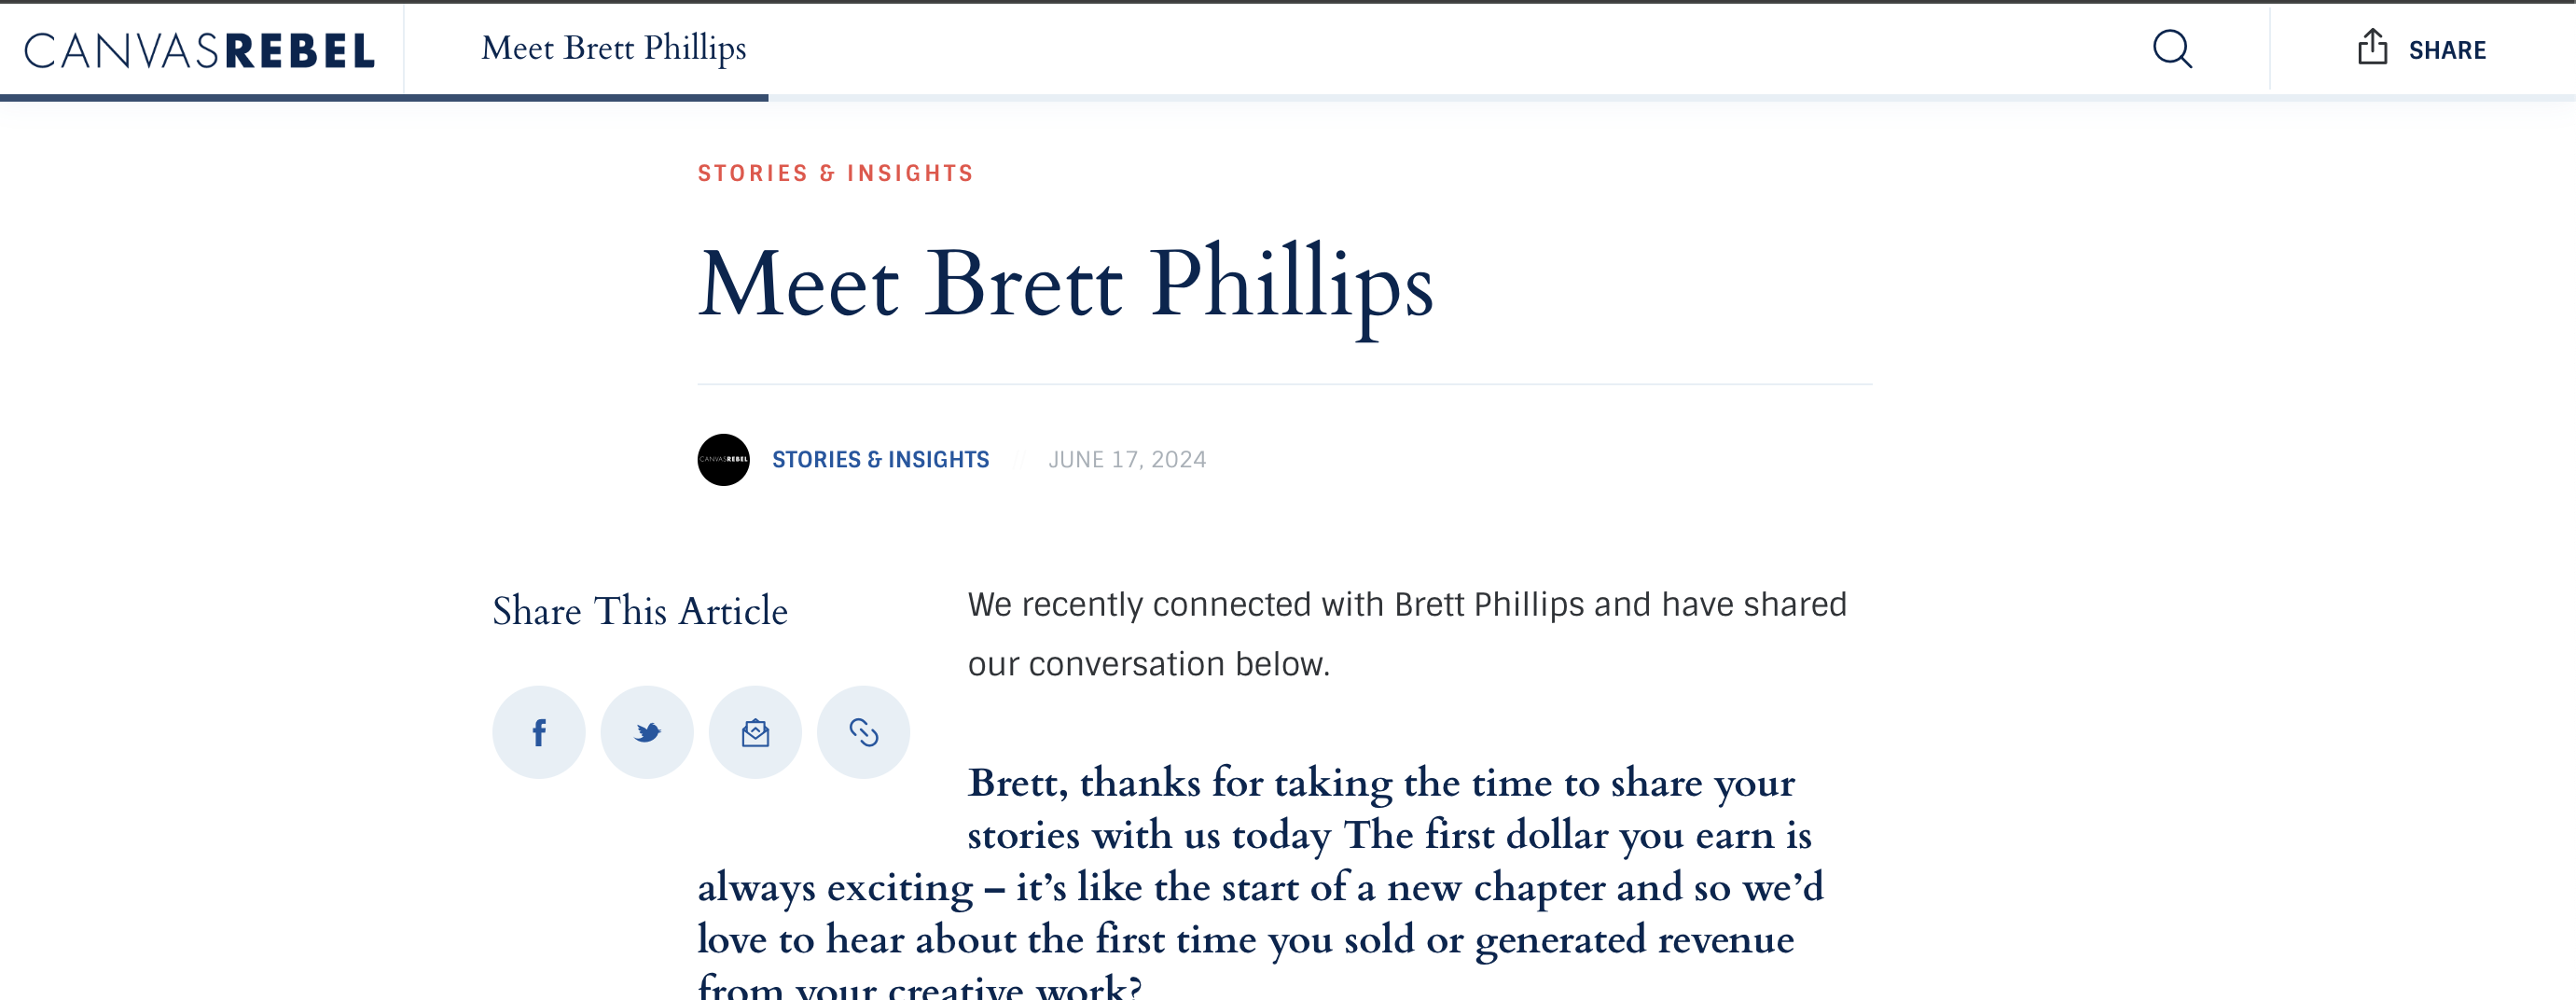 CANVASREBEL
Meet Brett Phillips
SHARE
STORIES & INSIGHTS
Meet Brett Phillips
CANVASREBEL
STORIES & INSIGHTS
JUNE 17, 2024
Share This Article
We recently connected with Brett Phillips and have shared
our conversation below.
Brett, thanks for taking the time to share your
stories with us today The first dollar you earn is
always exciting – it’s like the start of a new chapter and so we’d
love to hear about the first time you sold or generated revenue
from your creative work?